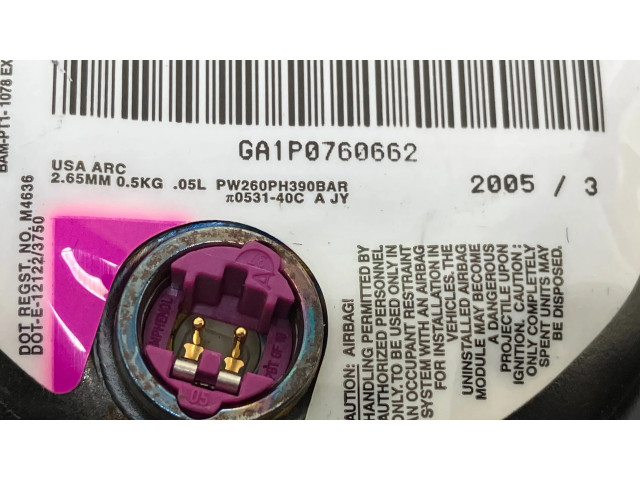 BAM-PT1- 1078 EX
GA1P0760662
USA ARC
2.65MM 0.5KG .05L PW260PH390BAR
π0531-40C A JY
2005 / 3
DOT REGST. NO. M4636
DOT-E-12122/3750
CAUTION: AIRBAG!
HANDLING PERMITTED BY
AUTHORIZED PERSONNEL
ONLY. TO BE USED ONLY IN
AN OCCUPANT RESTRAINT
SYSTEM WITH AN AIRBAG
FOR INSTALLATION IN
VEHICLES. THE
UNINSTALLED AIRBAG
MODULE MAY BECOME
A DANGEROUS
PROJECTILE UPON
IGNITION. CAUTION:
ONLY COMPLETELY
SPENT UNITS MAY
BE DISPOSED.
05